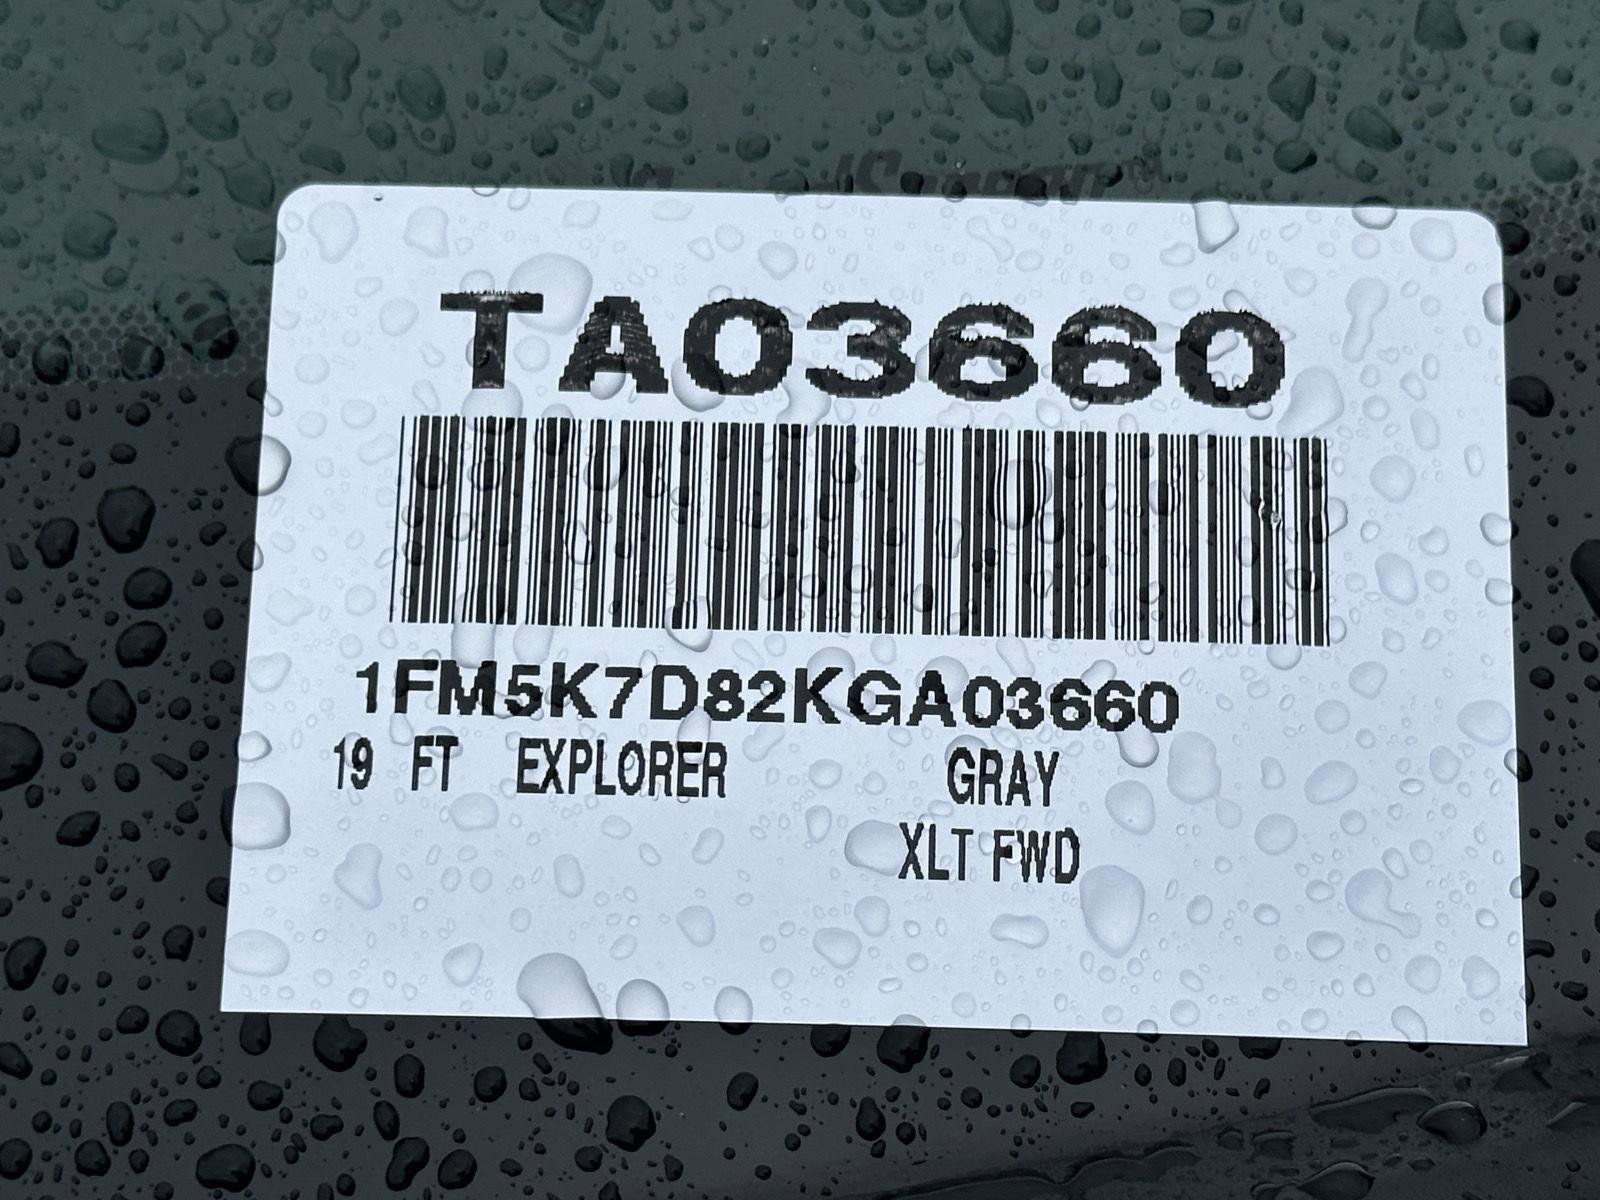 TA03660
1FM5K7D82KGA03660
19 FT EXPLORER GRAY
XLT FWD